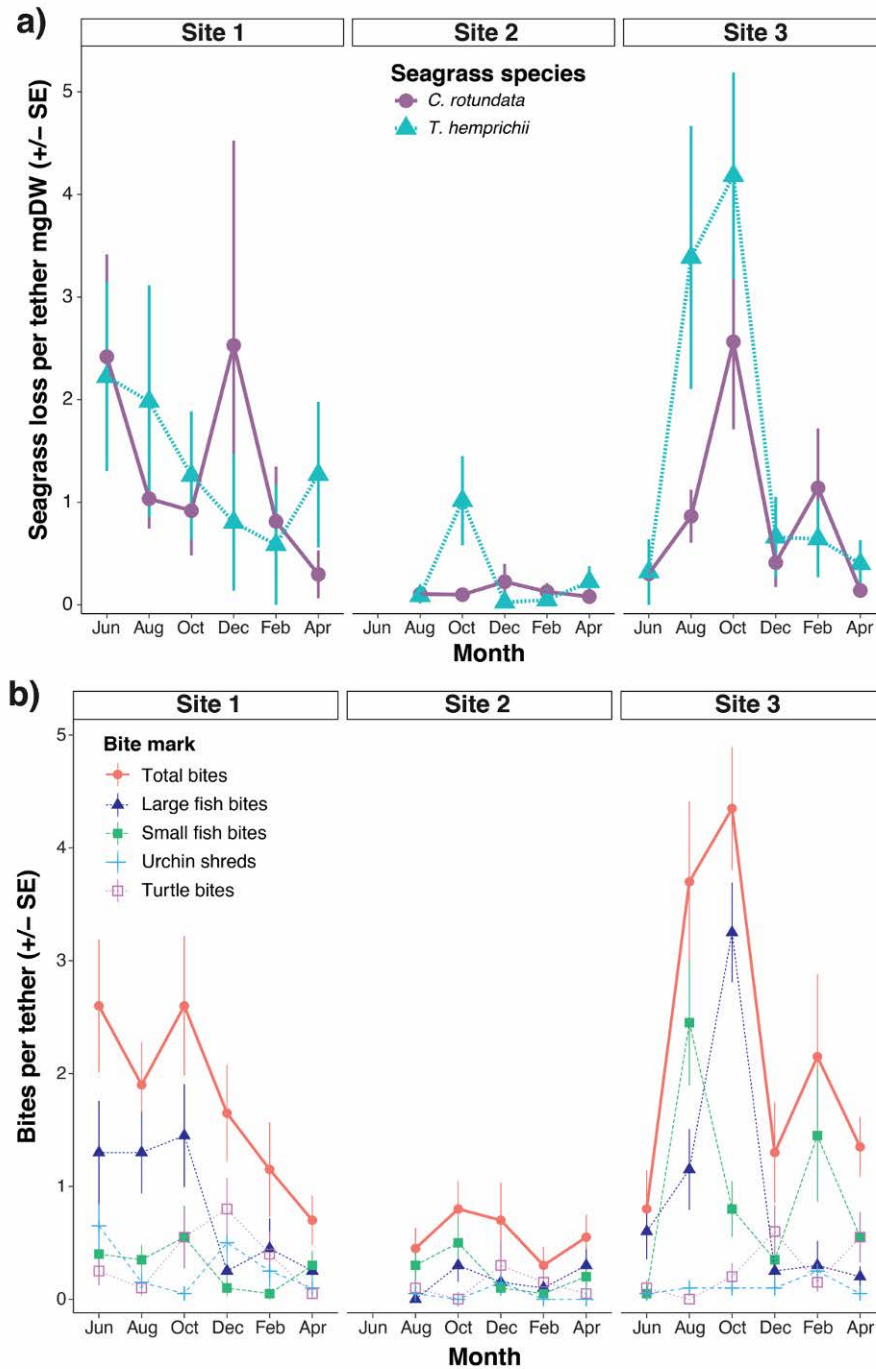 a)
Site 1 Site 2 Site 3
Seagrass species
C. rotundata
T. hemprichii
Seagrass loss per tether mgDW (+/− SE)
5
4
3
2
1
0
Jun Aug Oct Dec Feb Apr Jun Aug Oct Dec Feb Apr Jun Aug Oct Dec Feb Apr
Month
b)
Site 1 Site 2 Site 3
Bite mark
Total bites
Large fish bites
Small fish bites
Urchin shreds
Turtle bites
Bites per tether (+/− SE)
5
4
3
2
1
0
Jun Aug Oct Dec Feb Apr Jun Aug Oct Dec Feb Apr Jun Aug Oct Dec Feb Apr
Month